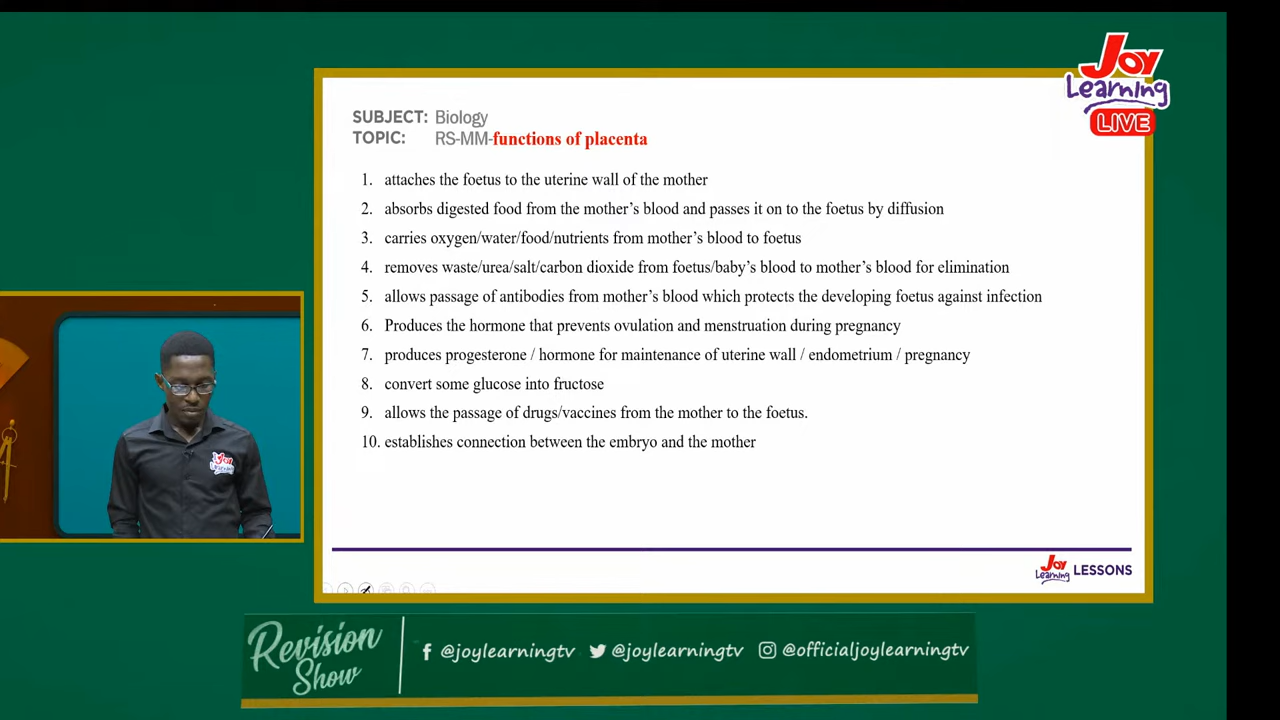 Joy
Learning
LIVE
SUBJECT: Biology
TOPIC: RS-MM-functions of placenta
1. attaches the foetus to the uterine wall of the mother
2. absorbs digested food from the mother’s blood and passes it on to the foetus by diffusion
3. carries oxygen/water/food/nutrients from mother’s blood to foetus
4. removes waste/urea/salt/carbon dioxide from foetus/baby’s blood to mother’s blood for elimination
5. allows passage of antibodies from mother’s blood which protects the developing foetus against infection
6. Produces the hormone that prevents ovulation and menstruation during pregnancy
7. produces progesterone / hormone for maintenance of uterine wall / endometrium / pregnancy
8. convert some glucose into fructose
9. allows the passage of drugs/vaccines from the mother to the foetus.
10. establishes connection between the embryo and the mother
Joy
Learning
Joy Learning LESSONS
Revision Show
@joylearningtv @joylearningtv @officialjoylearningtv